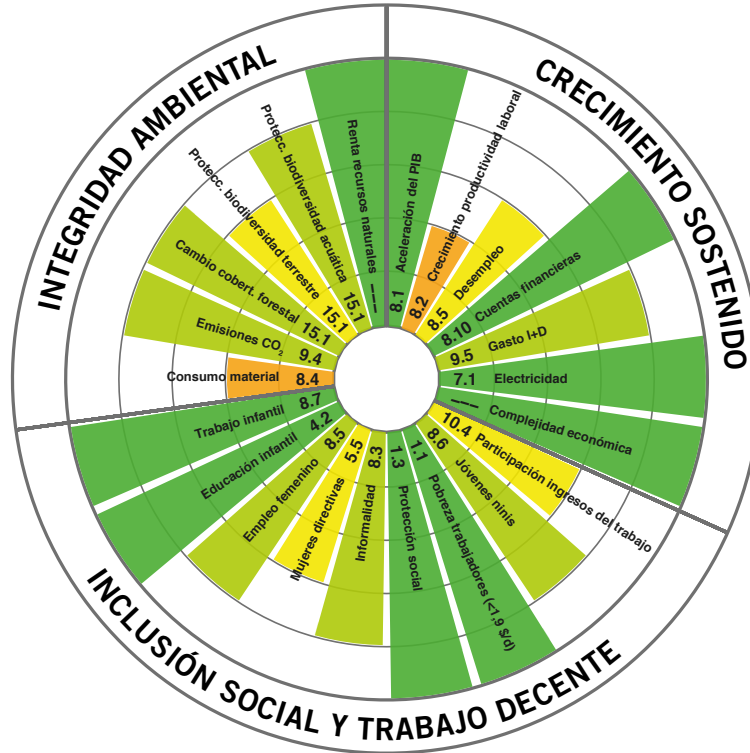 INTEGRIDAD AMBIENTAL
CRECIMIENTO SOSTENIDO
INCLUSIÓN SOCIAL Y TRABAJO DECENTE
8.1 Aceleración del PIB
8.2 Crecimiento productividad laboral
8.5 Desempleo
8.10 Cuentas financieras
9.5 Gasto I+D
7.1 Electricidad
--- Complejidad económica
10.4 Participación ingresos del trabajo
8.6 Jóvenes ninis
1.1 Pobreza trabajadores (<1,9 $/d)
1.3 Protección social
Informalidad 8.3
Mujeres directivas 5.5
Empleo femenino 8.5
Educación infantil 4.2
Trabajo infantil 8.7
Consumo material 8.4
Emisiones CO₂ 9.4
Cambio cobert. forestal 15.1
Protecc. biodiversidad terrestre 15.1
Protecc. biodiversidad acuática 15.1
Renta recursos naturales ---